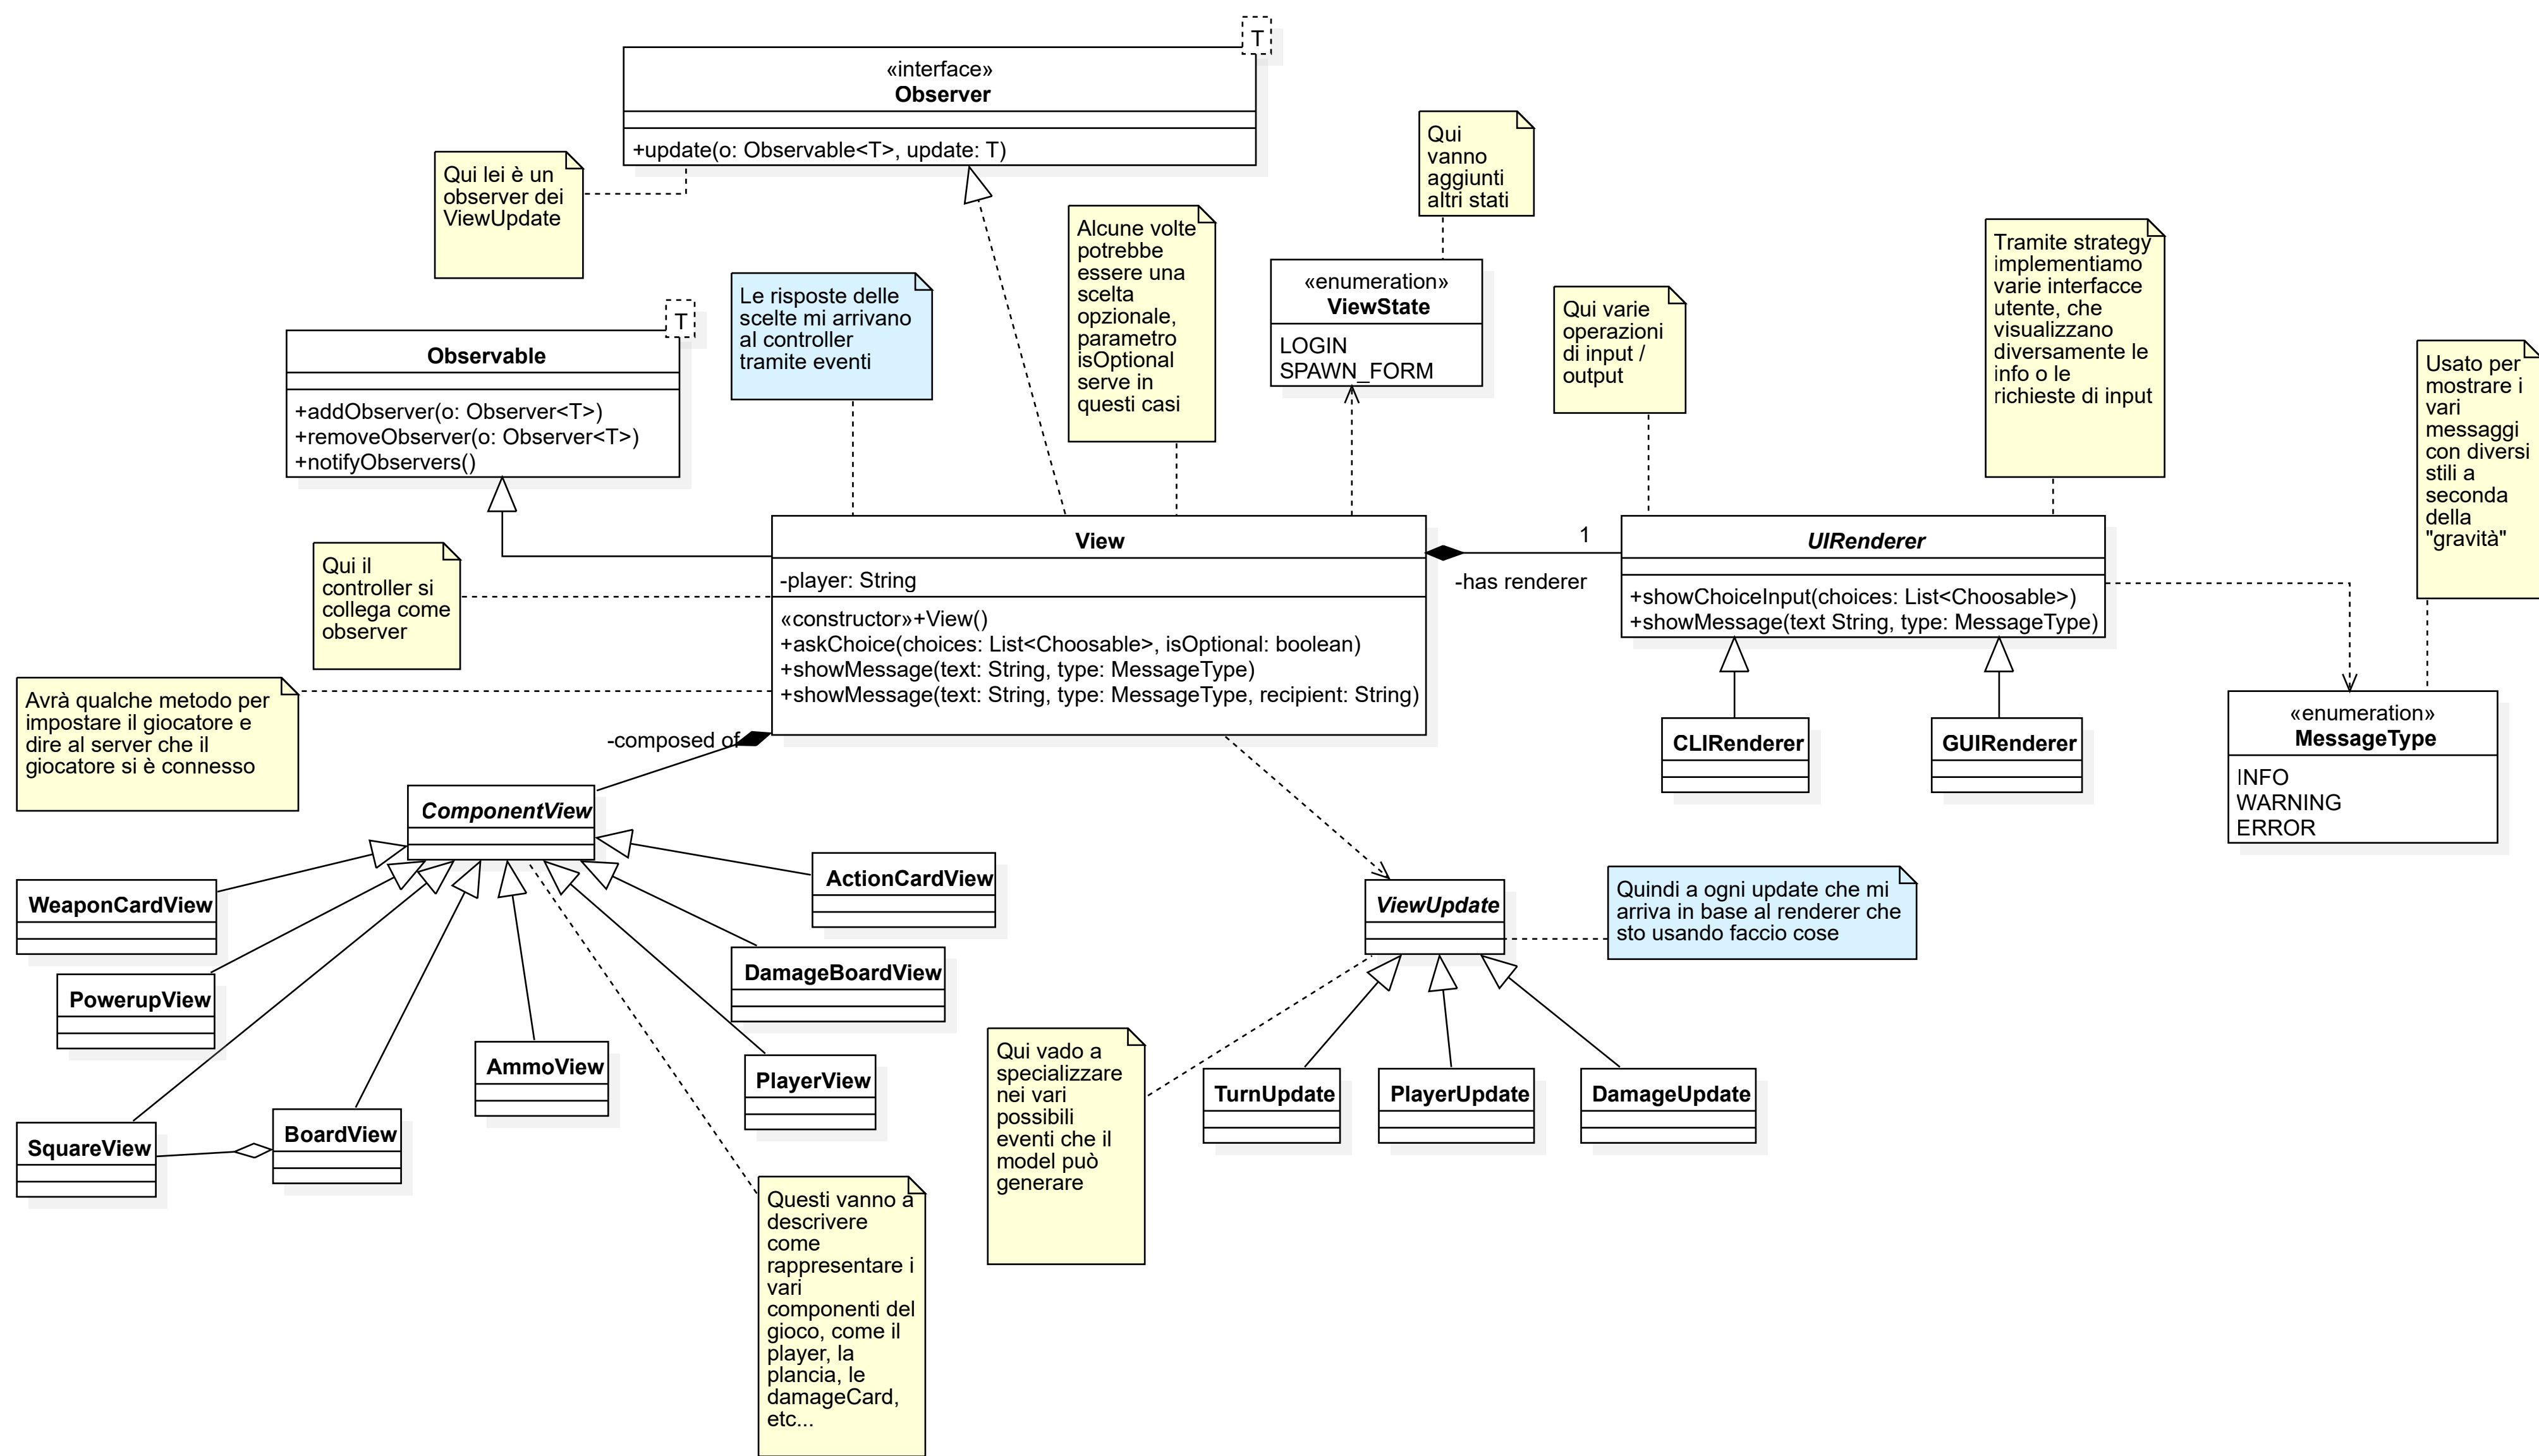 T
«interface»
Observer
+update(o: Observable<T>, update: T)
Qui lei è un
observer dei
ViewUpdate
Qui
vanno
aggiunti
altri stati
Alcune volte
potrebbe
essere una
scelta
opzionale,
parametro
isOptional
serve in
questi casi
Le risposte delle
scelte mi arrivano
al controller
tramite eventi
«enumeration»
ViewState
LOGIN
SPAWN_FORM
Qui varie
operazioni
di input /
output
Tramite strategy
implementiamo
varie interfacce
utente, che
visualizzano
diversamente le
info o le
richieste di input
Usato per
mostrare i
vari
messaggi
con diversi
stili a
seconda
della
"gravità"
T
Observable
+addObserver(o: Observer<T>)
+removeObserver(o: Observer<T>)
+notifyObservers()
Qui il
controller si
collega come
observer
View
-player: String
«constructor»+View()
+askChoice(choices: List<Choosable>, isOptional: boolean)
+showMessage(text: String, type: MessageType)
+showMessage(text: String, type: MessageType, recipient: String)
1
-has renderer
UIRenderer
+showChoiceInput(choices: List<Choosable>)
+showMessage(text String, type: MessageType)
CLIRenderer
GUIRenderer
«enumeration»
MessageType
INFO
WARNING
ERROR
Avrà qualche metodo per
impostare il giocatore e
dire al server che il
giocatore si è connesso
-composed of
ComponentView
WeaponCardView
PowerupView
SquareView
BoardView
AmmoView
PlayerView
DamageBoardView
ActionCardView
Questi vanno a
descrivere
come
rappresentare i
vari
componenti del
gioco, come il
player, la
plancia, le
damageCard,
etc...
ViewUpdate
Quindi a ogni update che mi
arriva in base al renderer che
sto usando faccio cose
Qui vado a
specializzare
nei vari
possibili
eventi che il
model può
generare
TurnUpdate
PlayerUpdate
DamageUpdate